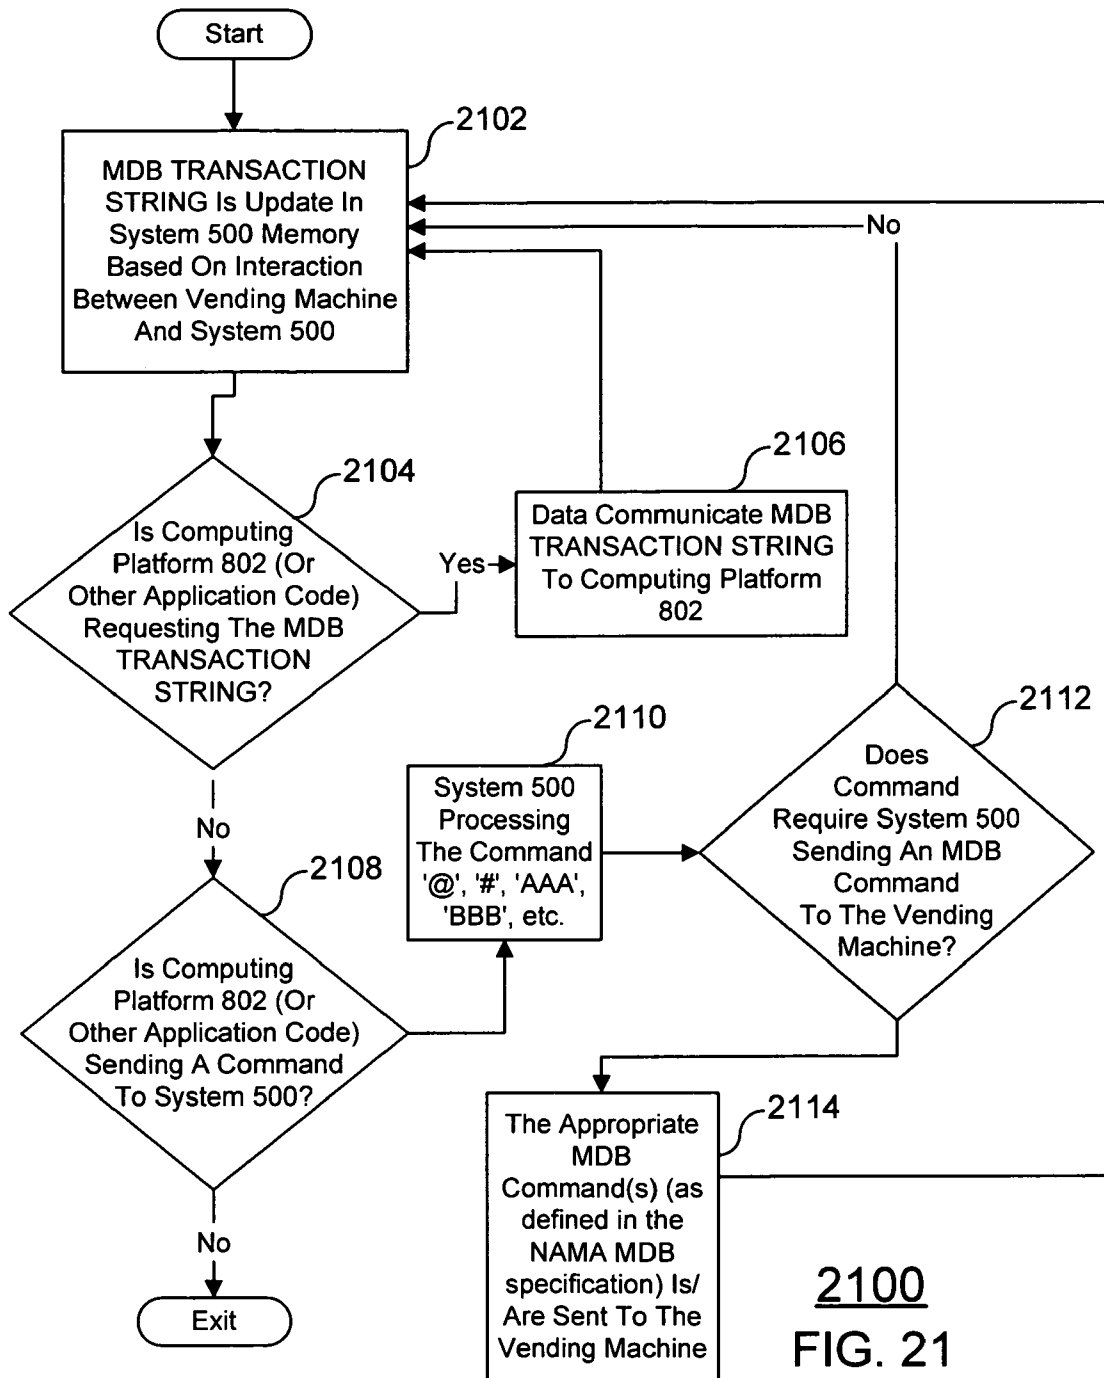 Start
2102
MDB TRANSACTION
STRING Is Update In
System 500 Memory
Based On Interaction
Between Vending Machine
And System 500
No
2104
Is Computing
Platform 802 (Or
Other Application Code)
Requesting The MDB
TRANSACTION
STRING?
Yes
2106
Data Communicate MDB
TRANSACTION STRING
To Computing Platform
802
No
2108
Is Computing
Platform 802 (Or
Other Application Code)
Sending A Command
To System 500?
2110
System 500
Processing
The Command
'@', '#', 'AAA',
'BBB', etc.
2112
Does
Command
Require System 500
Sending An MDB
Command
To The Vending
Machine?
No
Exit
2114
The Appropriate
MDB
Command(s) (as
defined in the
NAMA MDB
specification) Is/
Are Sent To The
Vending Machine
2100
FIG. 21